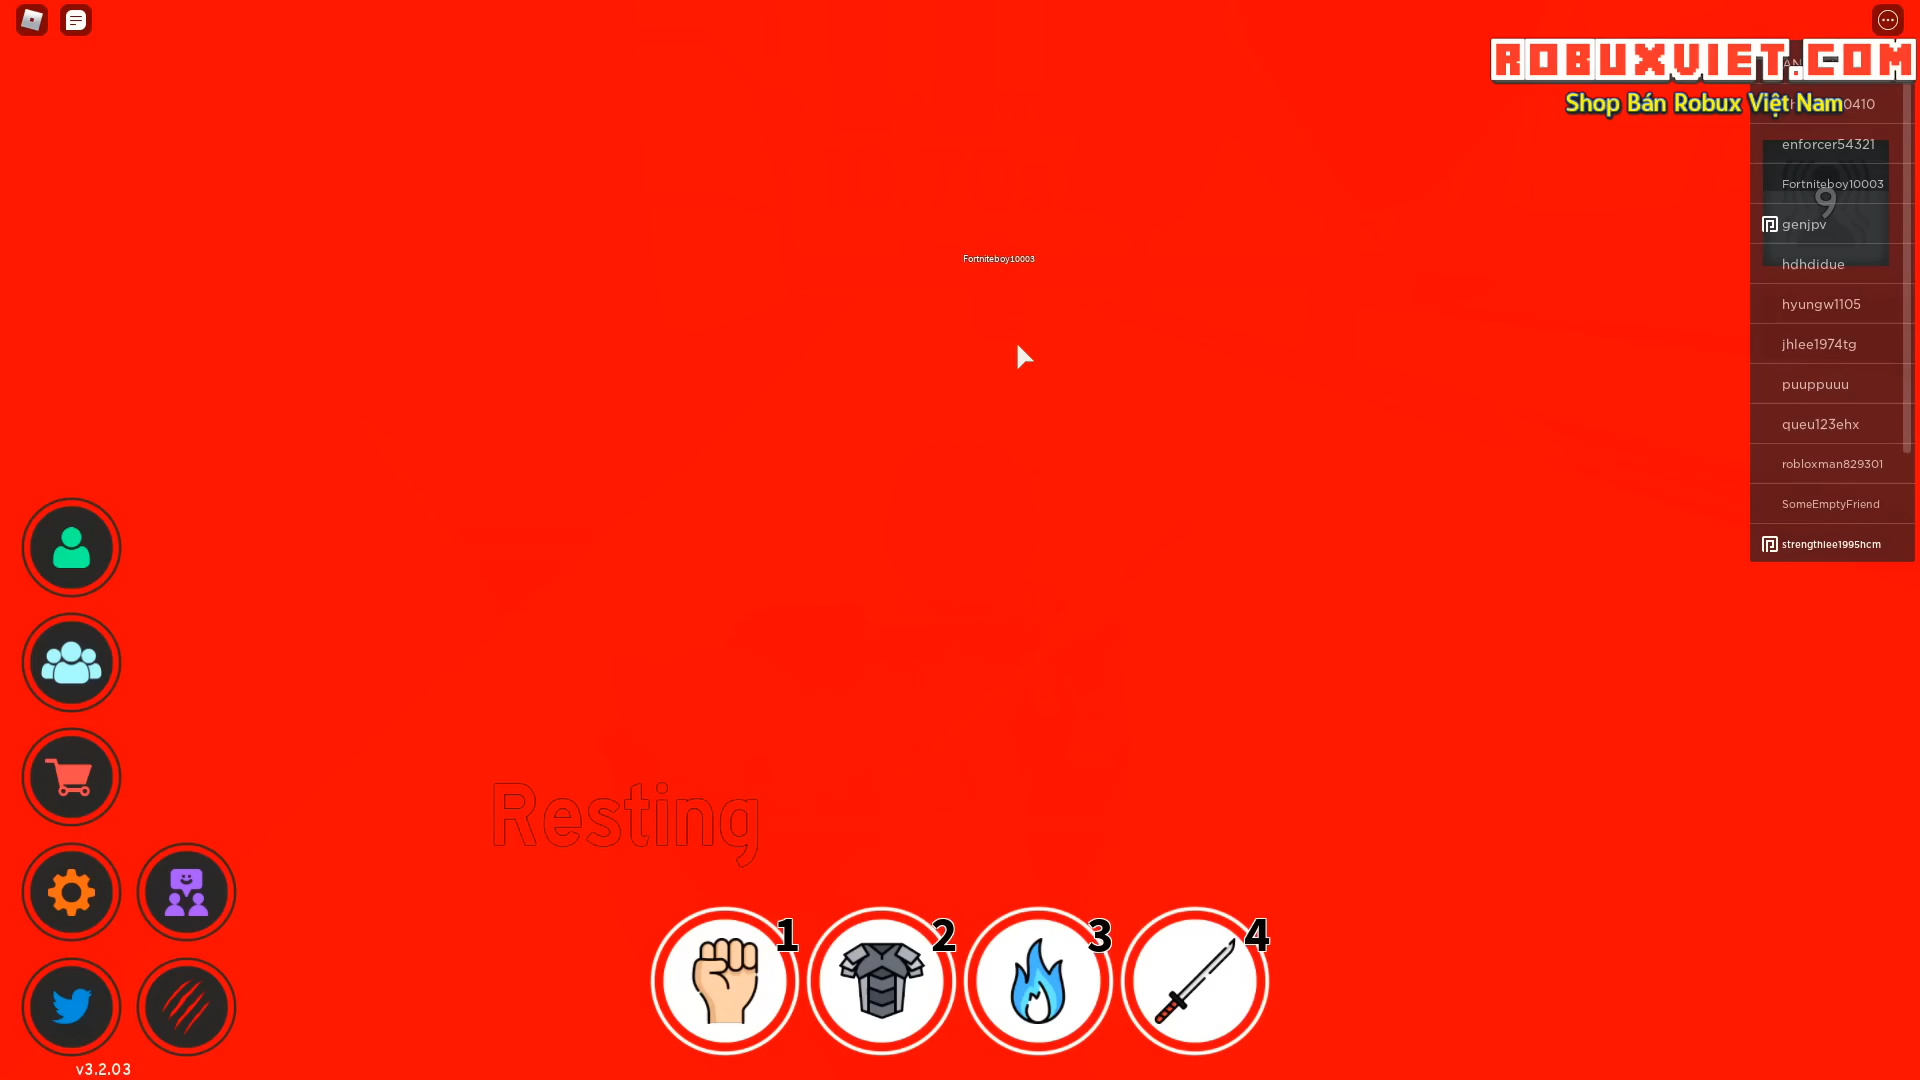 ROBUXVIET.COM
Shop Bán Robux Việt Nam
0410
enforcer54321
Fortniteboy10003
9
genjpv
hdhdidue
hyungw1105
jhlee1974tg
puuppuuu
queu123ehx
robloxman829301
SomeEmptyFriend
strengthlee1995hcm
Fortniteboy10003
Resting
1
2
3
4
v3.2.03